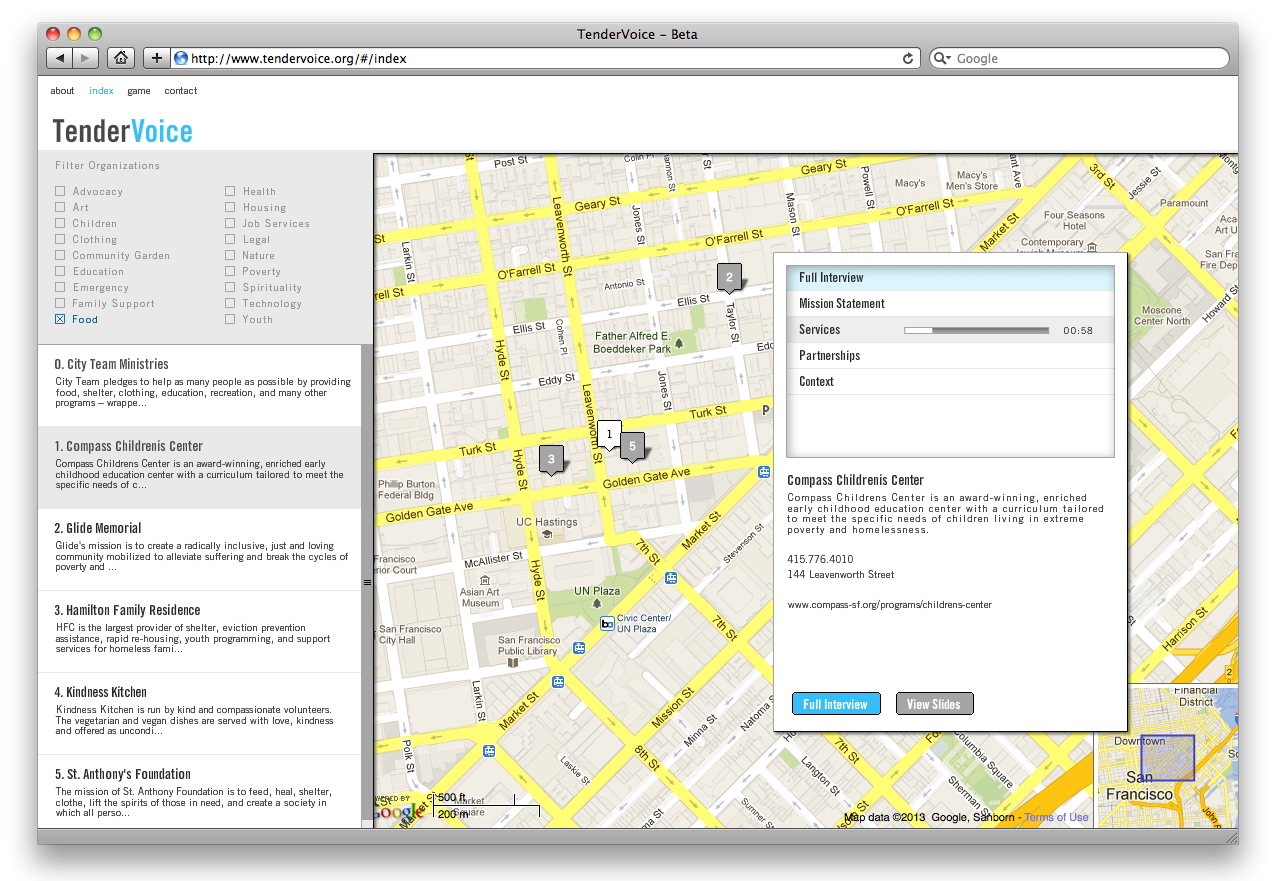 TenderVoice – Beta
http://www.tendervoice.org/#/index
Google
about index game contact
TenderVoice
Filter Organizations
Advocacy
Art
Children
Clothing
Community Garden
Education
Emergency
Family Support
Food
Health
Housing
Job Services
Legal
Nature
Poverty
Spirituality
Technology
Youth
0. City Team Ministries
City Team pledges to help as many people as possible by providing
food, shelter, clothing, education, recreation, and many other
programs – wrappe...
1. Compass Childrenis Center
Compass Childrens Center is an award-winning, enriched early
childhood education center with a curriculum tailored to meet the
specific needs of c...
2. Glide Memorial
Glide's mission is to create a radically inclusive, just and loving
community mobilized to alleviate suffering and break the cycles of
poverty and ...
3. Hamilton Family Residence
HFC is the largest provider of shelter, eviction prevention
assistance, rapid re-housing, youth programming, and support
services for homeless fami...
4. Kindness Kitchen
Kindness Kitchen is run by kind and compassionate volunteers.
The vegetarian and vegan dishes are served with love, kindness
and offered as uncondi...
5. St. Anthony's Foundation
The mission of St. Anthony Foundation is to feed, heal, shelter,
clothe, lift the spirits of those in need, and create a society in
which all perso...
Post St
Geary St
Geary St
O'Farrell St
O'Farrell St
O'Farrell St
Leavenworth St
Leavenworth St
Larkin St
Larkin St
Jones St
Jones St
Hyde St
Hyde St
Hyde St
Mason St
Powell St
Taylor St
Macy's
Macy's
Men's Store
Four Seasons
Hotel
Contemporary
Paramount
Jessie St
3rd St
Market St
Moscone
Center North
Howard St
Antonio St
Ellis St
Ellis St
Cohen Pl
Father Alfred E.
Boeddeker Park
Eddy St
Turk St
Turk St
Golden Gate Ave
Golden Gate Ave
Phillip Burton
Federal Bldg
UC Hastings
McAllister St
Asian Art
Museum
UN Plaza
Civic Center/
UN Plaza
San Francisco
City Hall
San Francisco
Public Library
Market St
Market St
Stevenson St
7th St
7th St
7th St
8th St
Mission St
Minna St
Natoma
Laskie St
Langton St
Sumner St
Sherman St
Columbia Square
Harrison St
Polk St
1
2
3
5
P
Full Interview
Mission Statement
Services 00:58
Partnerships
Context
Compass Childrenis Center
Compass Childrens Center is an award-winning, enriched
early childhood education center with a curriculum tailored
to meet the specific needs of children living in extreme
poverty and homelessness.
415.776.4010
144 Leavenworth Street
www.compass-sf.org/programs/childrens-center
Full Interview View Slides
Financial
District
Downtown
San
Francisco
500 ft
200 m
Map data ©2013 Google, Sanborn - Terms of Use